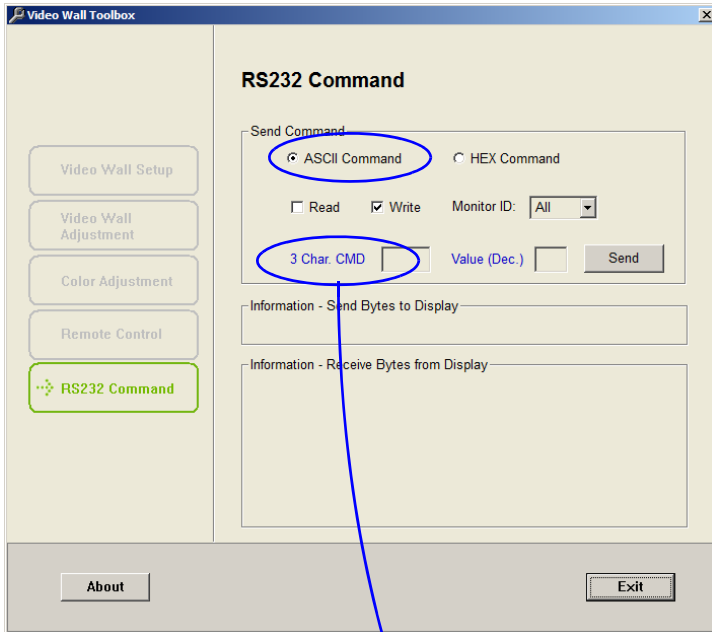 Video Wall Toolbox
RS232 Command
Send Command
ASCII Command HEX Command
Read Write Monitor ID: All
3 Char. CMD Value (Dec.) Send
Information - Send Bytes to Display
Information - Receive Bytes from Display
Video Wall Setup
Video Wall
Adjustment
Color Adjustment
Remote Control
RS232 Command
About Exit